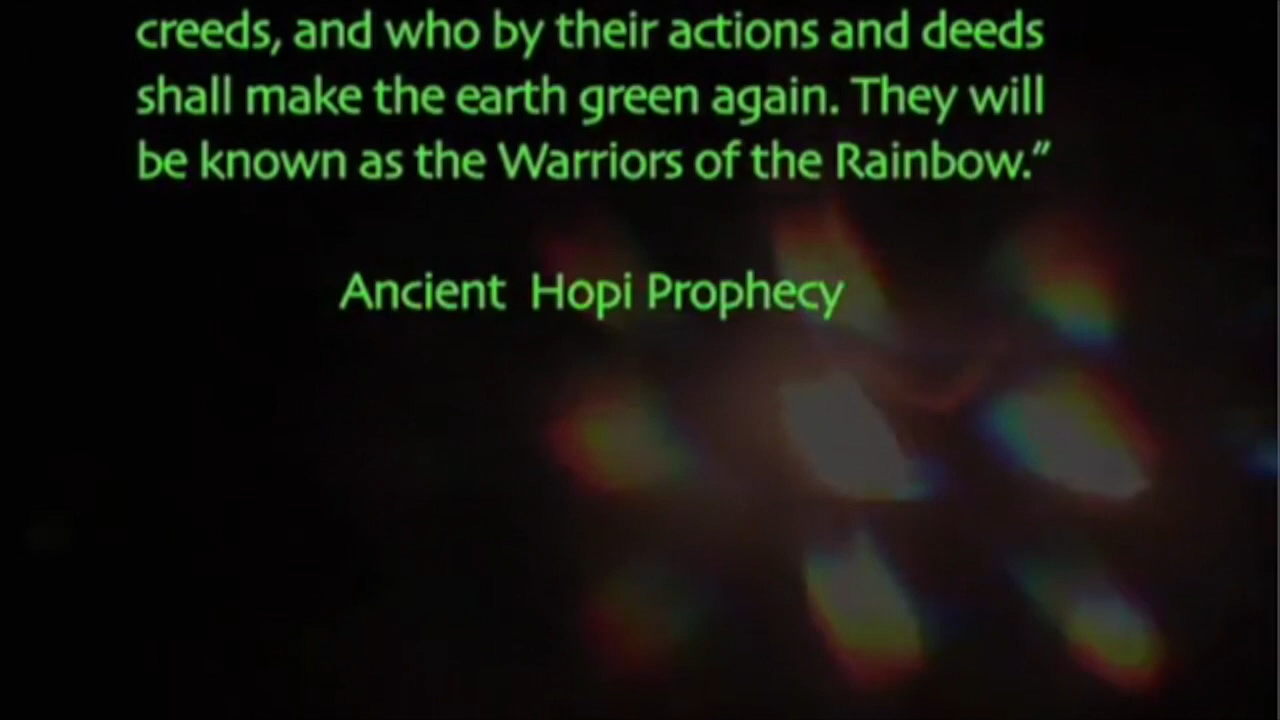 creeds, and who by their actions and deeds
shall make the earth green again. They will
be known as the Warriors of the Rainbow.”
Ancient Hopi Prophecy